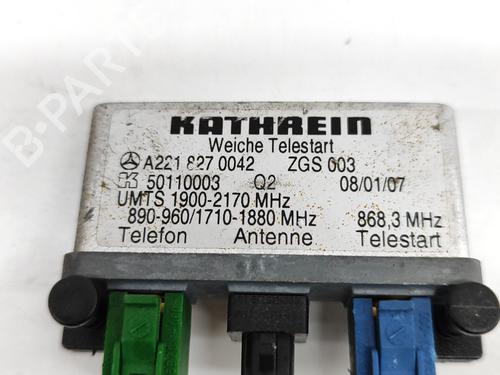 KATHREIN
Weiche Telestart
A221 827 0042 ZGS 003
K 50110003 Q2 08/01/07
UMTS 1900-2170 MHz
890-960/1710-1880 MHz 868,3 MHz
Telefon Antenne Telestart